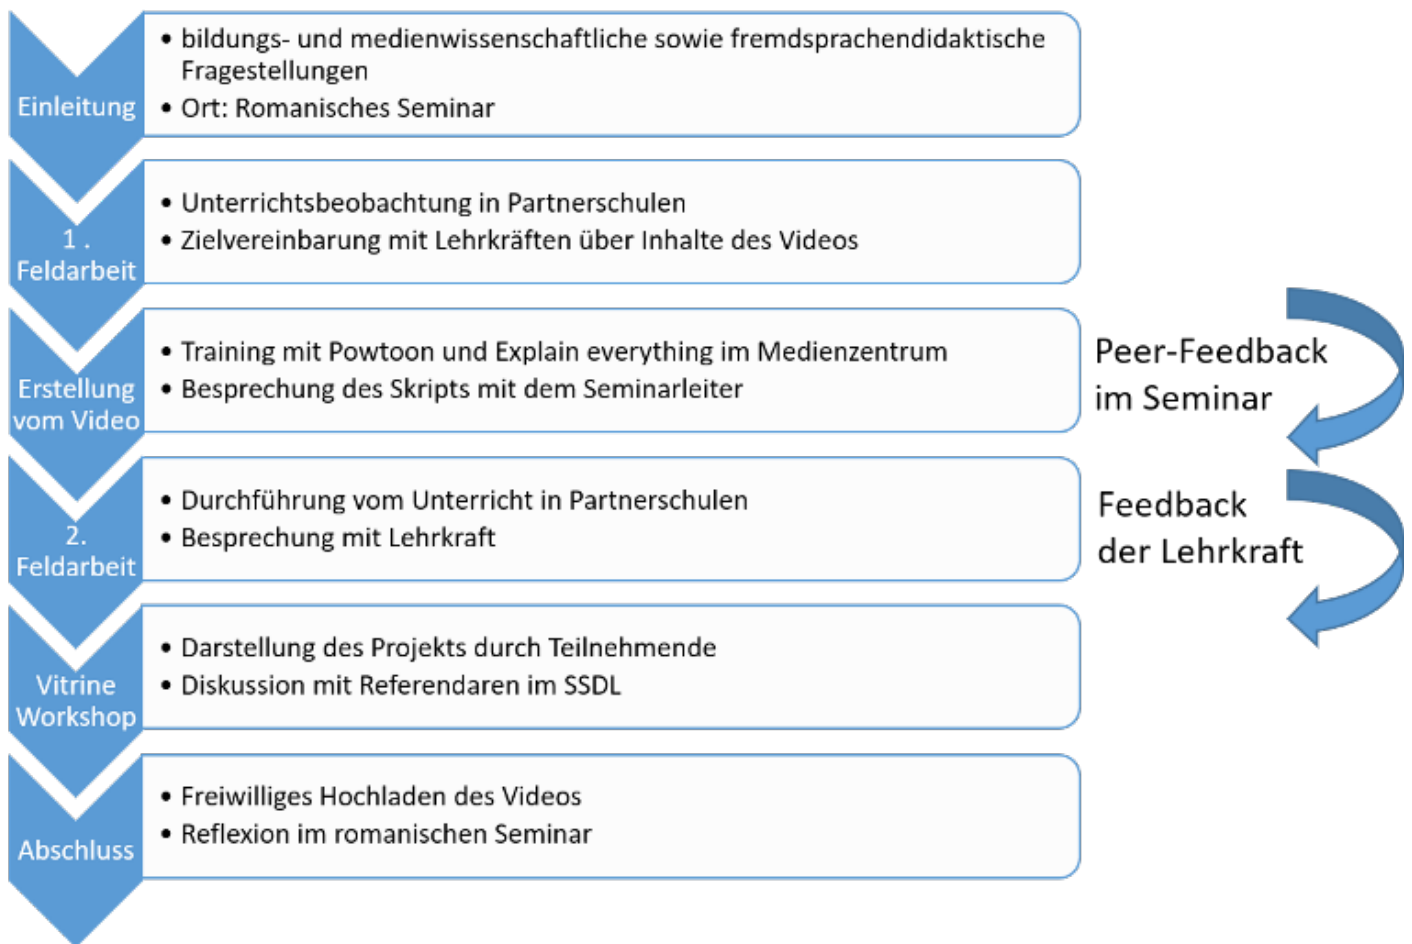 Einleitung
• bildungs- und medienwissenschaftliche sowie fremdsprachendidaktische
Fragestellungen
• Ort: Romanisches Seminar
1 .
Feldarbeit
• Unterrichtsbeobachtung in Partnerschulen
• Zielvereinbarung mit Lehrkräften über Inhalte des Videos
Erstellung
vom Video
• Training mit Powtoon und Explain everything im Medienzentrum
• Besprechung des Skripts mit dem Seminarleiter
Peer-Feedback
im Seminar
2.
Feldarbeit
• Durchführung vom Unterricht in Partnerschulen
• Besprechung mit Lehrkraft
Feedback
der Lehrkraft
Vitrine
Workshop
• Darstellung des Projekts durch Teilnehmende
• Diskussion mit Referendaren im SSDL
Abschluss
• Freiwilliges Hochladen des Videos
• Reflexion im romanischen Seminar